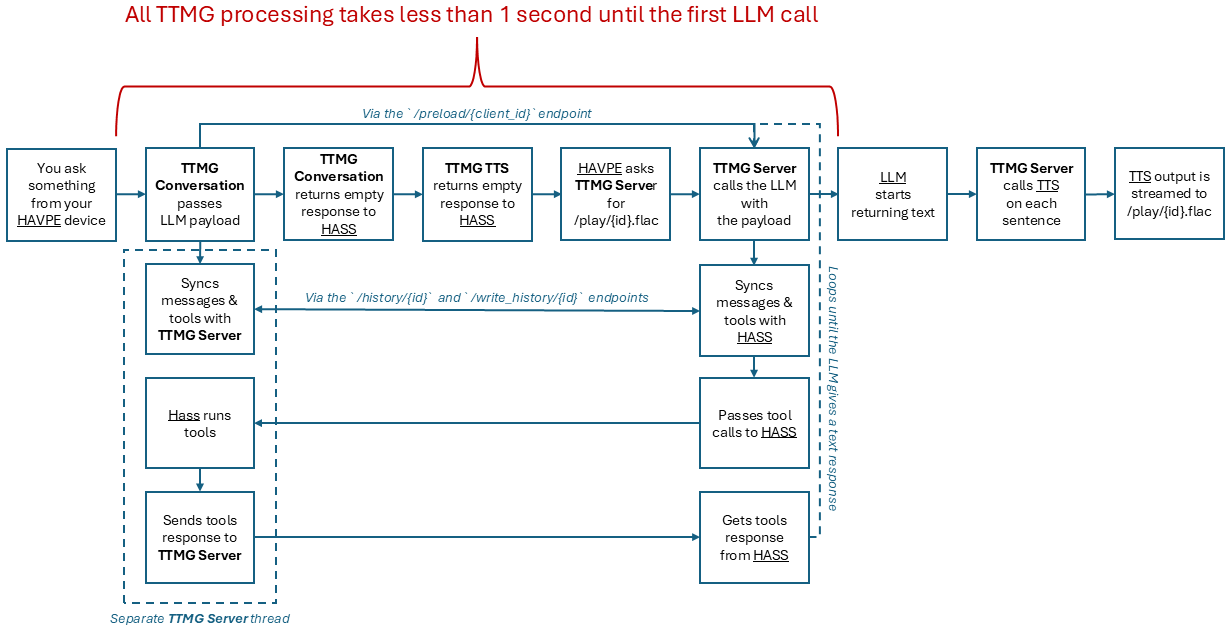 All TTMG processing takes less than 1 second until the first LLM call
Via the `/preload/{client_id}` endpoint
You ask
something
from your
HAVPE device
TTMG
Conversation
passes
LLM payload
TTMG
Conversation
returns empty
response to
HASS
TTMG TTS
returns empty
response to
HASS
HAVPE asks
TTMG Server
for
/play/{id}.flac
TTMG Server
calls the LLM
with
the payload
LLM
starts
returning text
TTMG Server
calls TTS
on each
sentence
TTS output is
streamed to
/play/{id}.flac
Syncs
messages &
tools with
TTMG Server
Via the `/history/{id}` and `/write_history/{id}` endpoints
Syncs
messages &
tools with
HASS
Loops until the LLM gives a text response
Hass runs
tools
Passes tool
calls to HASS
Sends tools
response to
TTMG Server
Gets tools
response
from HASS
Separate TTMG Server thread